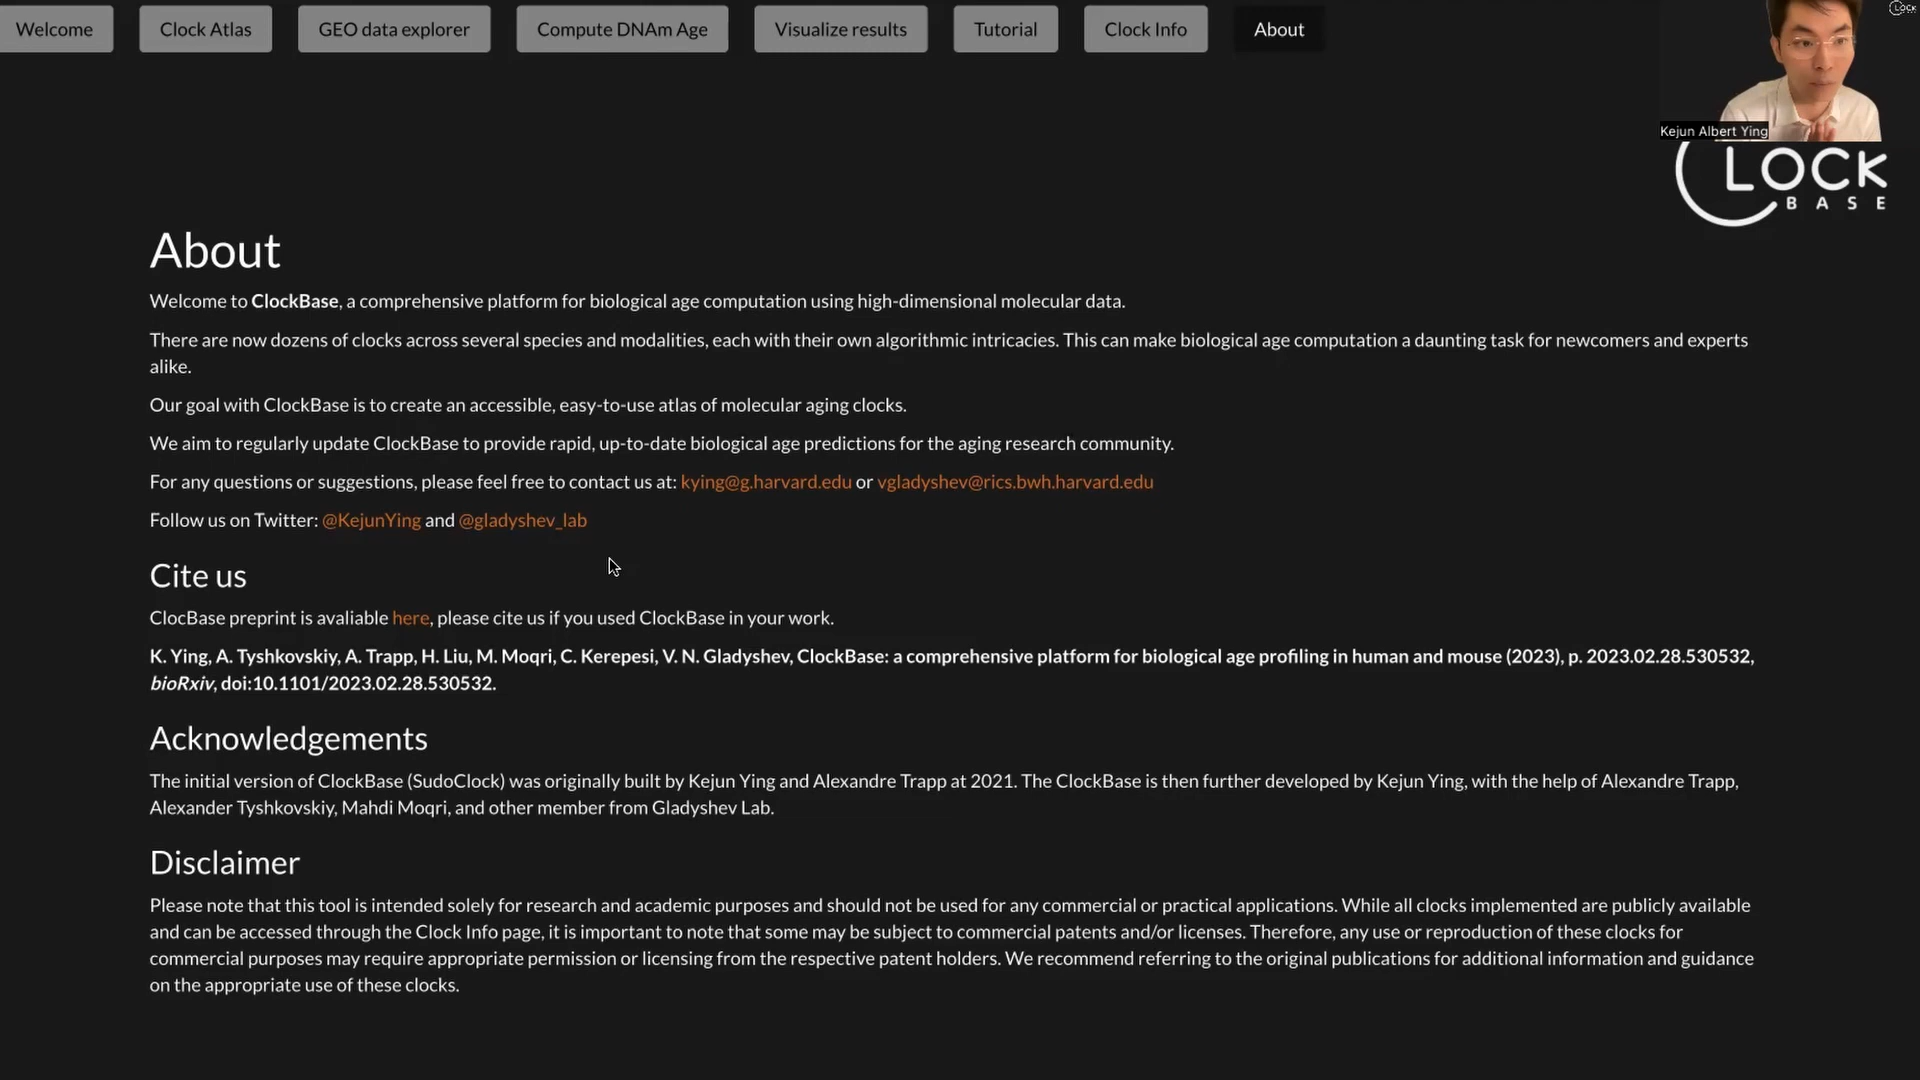 Welcome
Clock Atlas
GEO data explorer
Compute DNAm Age
Visualize results
Tutorial
Clock Info
About
CLOCK
Kejun Albert Ying
CLOCK
BASE
About
Welcome to ClockBase, a comprehensive platform for biological age computation using high-dimensional molecular data.
There are now dozens of clocks across several species and modalities, each with their own algorithmic intricacies. This can make biological age computation a daunting task for newcomers and experts
alike.
Our goal with ClockBase is to create an accessible, easy-to-use atlas of molecular aging clocks.
We aim to regularly update ClockBase to provide rapid, up-to-date biological age predictions for the aging research community.
For any questions or suggestions, please feel free to contact us at: kying@g.harvard.edu or vgladyshev@rics.bwh.harvard.edu
Follow us on Twitter: @KejunYing and @gladyshev_lab
Cite us
ClocBase preprint is avaliable here, please cite us if you used ClockBase in your work.
K. Ying, A. Tyshkovskiy, A. Trapp, H. Liu, M. Moqri, C. Kerepesi, V. N. Gladyshev, ClockBase: a comprehensive platform for biological age profiling in human and mouse (2023), p. 2023.02.28.530532,
bioRxiv, doi:10.1101/2023.02.28.530532.
Acknowledgements
The initial version of ClockBase (SudoClock) was originally built by Kejun Ying and Alexandre Trapp at 2021. The ClockBase is then further developed by Kejun Ying, with the help of Alexandre Trapp,
Alexander Tyshkovskiy, Mahdi Moqri, and other member from Gladyshev Lab.
Disclaimer
Please note that this tool is intended solely for research and academic purposes and should not be used for any commercial or practical applications. While all clocks implemented are publicly available
and can be accessed through the Clock Info page, it is important to note that some may be subject to commercial patents and/or licenses. Therefore, any use or reproduction of these clocks for
commercial purposes may require appropriate permission or licensing from the respective patent holders. We recommend referring to the original publications for additional information and guidance
on the appropriate use of these clocks.